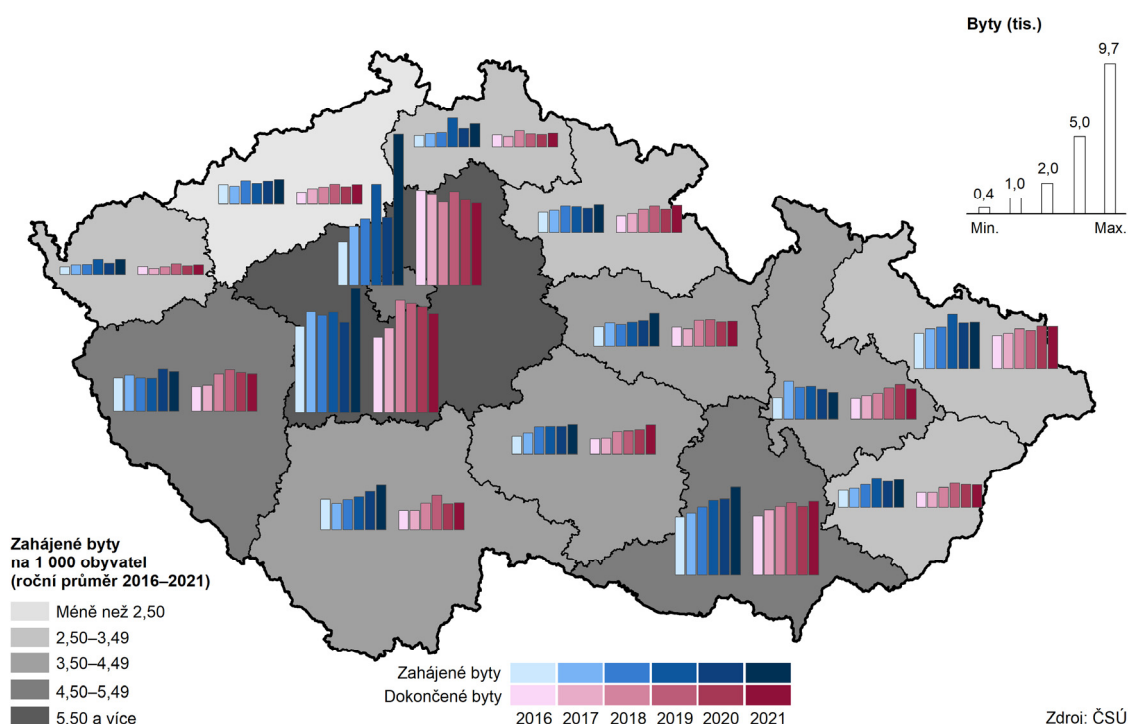 Byty (tis.)
9,7
5,0
2,0
1,0
0,4
Min.
Max.
Zahájené byty
na 1 000 obyvatel
(roční průměr 2016–2021)
Méně než 2,50
2,50–3,49
3,50–4,49
4,50–5,49
5,50 a více
Zahájené byty
Dokončené byty
2016 2017 2018 2019 2020 2021
Zdroj: ČSÚ